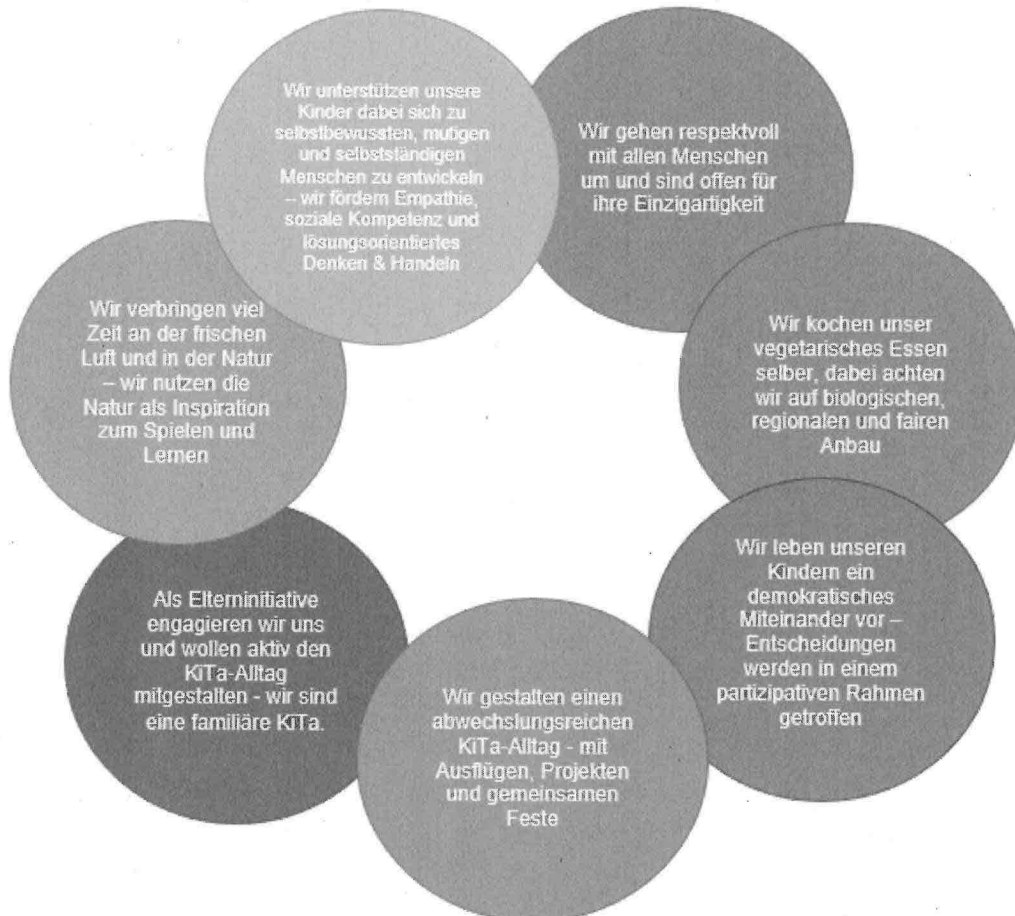 Wir unterstützen unsere
Kinder dabei sich zu
selbstbewussten, mutigen
und selbstständigen
Menschen zu entwickeln
– wir fördern Empathie,
soziale Kompetenz und
lösungsorientiertes
Denken & Handeln
Wir gehen respektvoll
mit allen Menschen
um und sind offen für
ihre Einzigartigkeit
Wir kochen unser
vegetarisches Essen
selber, dabei achten
wir auf biologischen,
regionalen und fairen
Anbau
Wir leben unseren
Kindern ein
demokratisches
Miteinander vor –
Entscheidungen
werden in einem
partizipativen Rahmen
getroffen
Wir gestalten einen
abwechslungsreichen
KiTa-Alltag - mit
Ausflügen, Projekten
und gemeinsamen
Feste
Als Elterninitiative
engagieren wir uns
und wollen aktiv den
KiTa-Alltag
mitgestalten - wir sind
eine familiäre KiTa.
Wir verbringen viel
Zeit an der frischen
Luft und in der Natur
– wir nutzen die
Natur als Inspiration
zum Spielen und
Lernen